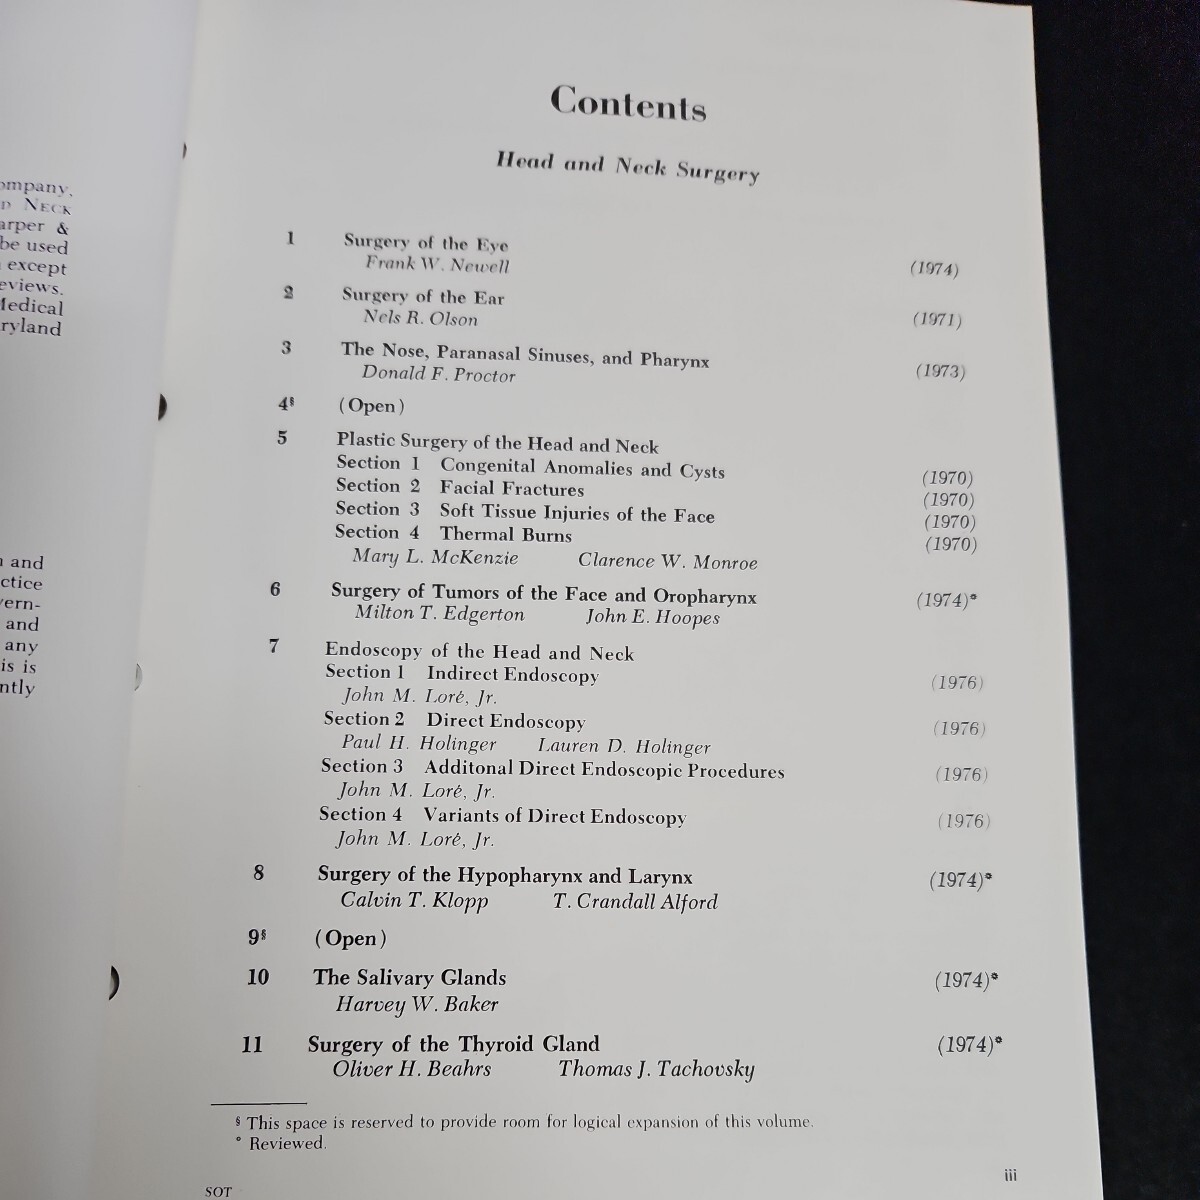 ompany,
D NECK
arper &
be used
except
eviews.
Medical
ryland
and
ctice
vern-
and
any
is is
ntly
Contents
Head and Neck Surgery
1 Surgery of the Eye
Frank W. Newell (1974)
2 Surgery of the Ear
Nels R. Olson (1971)
3 The Nose, Paranasal Sinuses, and Pharynx
Donald F. Proctor (1973)
4§ (Open)
5 Plastic Surgery of the Head and Neck
Section 1 Congenital Anomalies and Cysts (1970)
Section 2 Facial Fractures (1970)
Section 3 Soft Tissue Injuries of the Face (1970)
Section 4 Thermal Burns (1970)
Mary L. McKenzie Clarence W. Monroe
6 Surgery of Tumors of the Face and Oropharynx (1974)*
Milton T. Edgerton John E. Hoopes
7 Endoscopy of the Head and Neck
Section 1 Indirect Endoscopy (1976)
John M. Loré, Jr.
Section 2 Direct Endoscopy (1976)
Paul H. Holinger Lauren D. Holinger
Section 3 Additonal Direct Endoscopic Procedures (1976)
John M. Loré, Jr.
Section 4 Variants of Direct Endoscopy (1976)
John M. Loré, Jr.
8 Surgery of the Hypopharynx and Larynx (1974)*
Calvin T. Klopp T. Crandall Alford
9§ (Open)
10 The Salivary Glands (1974)*
Harvey W. Baker
11 Surgery of the Thyroid Gland (1974)*
Oliver H. Beahrs Thomas J. Tachovsky
§ This space is reserved to provide room for logical expansion of this volume.
* Reviewed.
iii
SOT